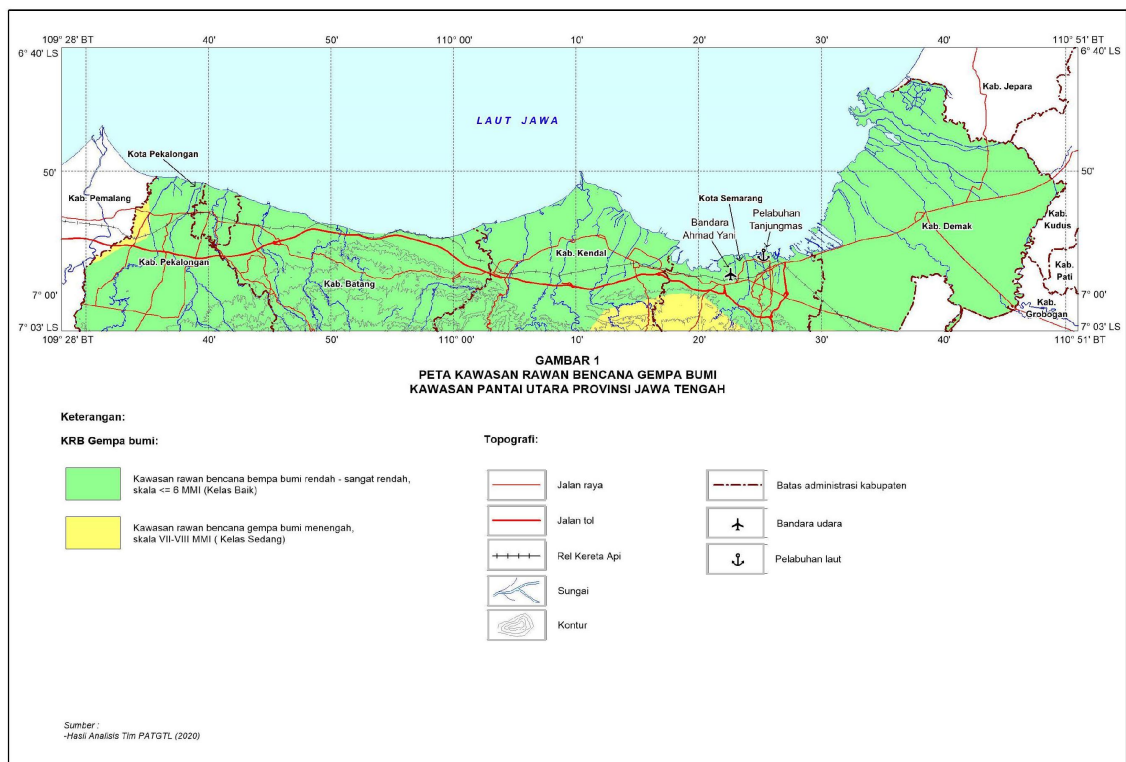 109° 28' BT
40'
50'
110° 00'
10'
20'
30'
40'
110° 51' BT
6° 40' LS
6° 40' LS
Kab. Jepara
LAUT JAWA
Kota Pekalongan
50'
50'
Kab. Pemalang
Kota Semarang
Bandara
Ahmad Yani
Pelabuhan
Tanjungmas
Kab.
Kudus
Kab. Demak
Kab. Kendal
Kab. Pekalongan
Kab. Batang
Kab.
Pati
7° 00'
7° 00'
Kab.
Grobogan
7° 03' LS
7° 03' LS
109° 28' BT
40'
50'
110° 00'
10'
20'
30'
40'
110° 51' BT
GAMBAR 1
PETA KAWASAN RAWAN BENCANA GEMPA BUMI
KAWASAN PANTAI UTARA PROVINSI JAWA TENGAH
Keterangan:
KRB Gempa bumi:
Kawasan rawan bencana bempa bumi rendah - sangat rendah,
skala <= 6 MMI (Kelas Baik)
Kawasan rawan bencana gempa bumi menengah,
skala VII-VIII MMI ( Kelas Sedang)
Topografi:
Jalan raya
Jalan tol
Rel Kereta Api
Sungai
Kontur
Batas administrasi kabupaten
Bandara udara
Pelabuhan laut
Sumber :
-Hasil Analisis Tim PATGTL (2020)